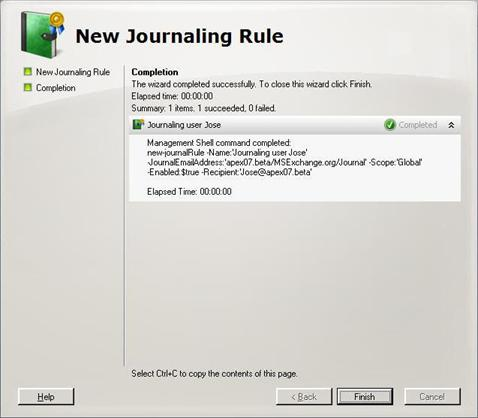 New Journaling Rule
New Journaling Rule
Completion
Completion
The wizard completed successfully. To close this wizard click Finish.
Elapsed time: 00:00:00
Summary: 1 items. 1 succeeded, 0 failed.
Journaling user Jose
Completed
Management Shell command completed:
new-journalRule -Name:'Journaling user Jose'
-JournalEmailAddress:'apex07.beta/MSExchange.org/Journal' -Scope:'Global'
-Enabled:$true -Recipient:'Jose@apex07.beta'
Elapsed Time: 00:00:00
Select Ctrl+C to copy the contents of this page.
Help
< Back
Finish
Cancel